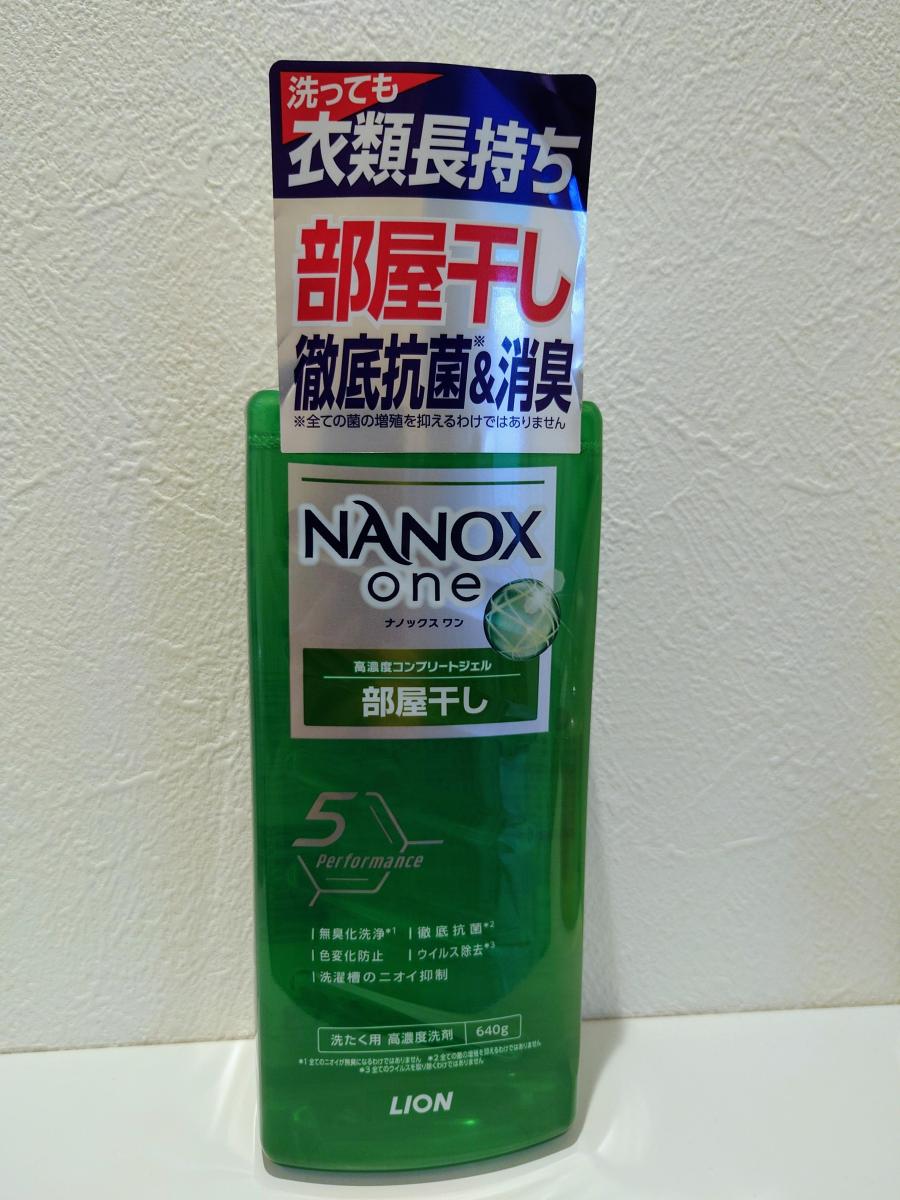 洗っても
衣類長持ち
部屋干し
徹底抗菌※&消臭
※全ての菌の増殖を抑えるわけではありません
NANOX
one
ナノックス ワン
高濃度コンプリートジェル
部屋干し
5
Performance
無臭化洗浄*1 徹底抗菌*2
色変化防止 ウイルス除去*3
洗濯槽のニオイ抑制
洗たく用 高濃度洗剤 640g
*1 全てのニオイが無臭になるわけではありません *2 全ての菌の増殖を抑えるわけではありません
*3 全てのウイルスを取り除くわけではありません
LION